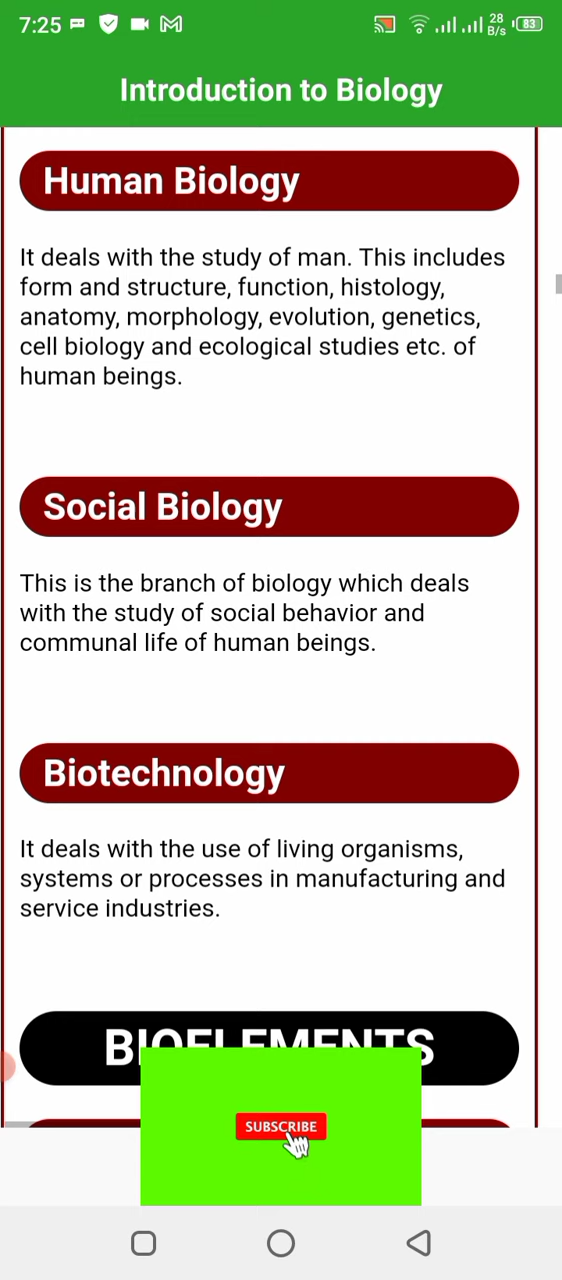 7:25
28
B/s
83
Introduction to Biology
Human Biology
It deals with the study of man. This includes
form and structure, function, histology,
anatomy, morphology, evolution, genetics,
cell biology and ecological studies etc. of
human beings.
Social Biology
This is the branch of biology which deals
with the study of social behavior and
communal life of human beings.
Biotechnology
It deals with the use of living organisms,
systems or processes in manufacturing and
service industries.
BIOELEMENTS
SUBSCRIBE